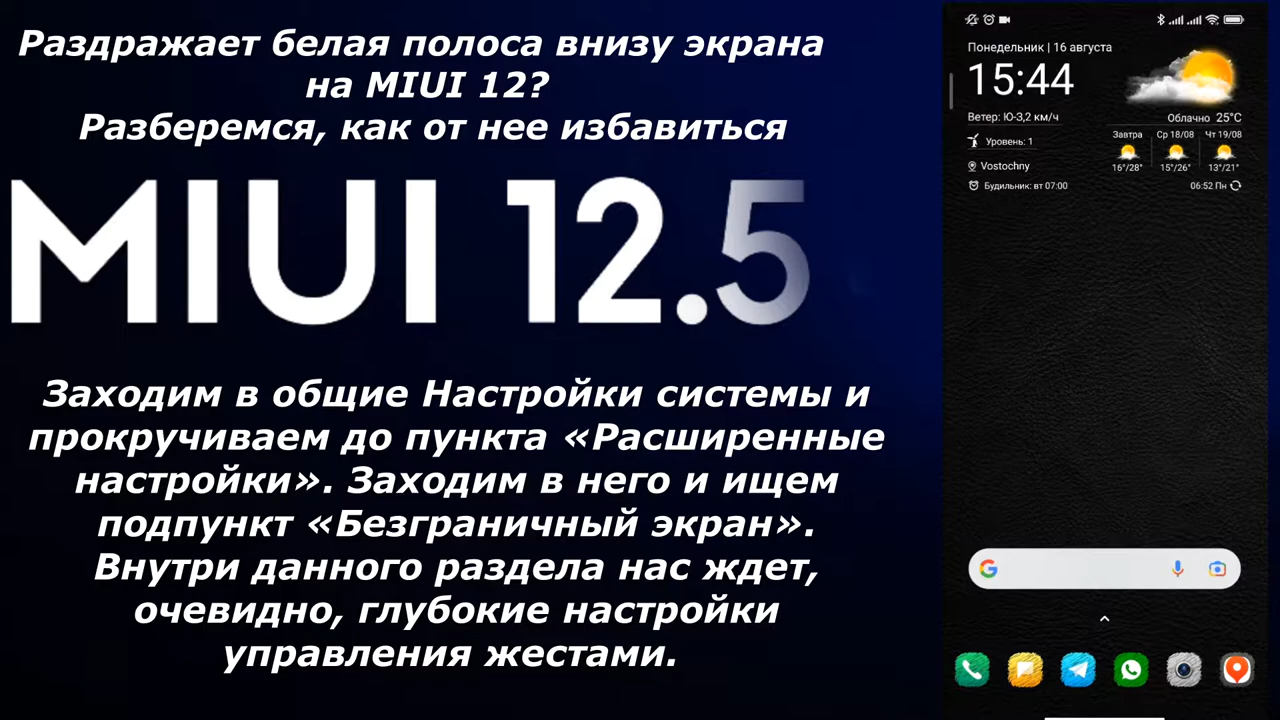 Раздражает белая полоса внизу экрана
на MIUI 12?
Разберемся, как от нее избавиться
MIUI 12.5
Заходим в общие Настройки системы и
прокручиваем до пункта «Расширенные
настройки». Заходим в него и ищем
подпункт «Безграничный экран».
Внутри данного раздела нас ждет,
очевидно, глубокие настройки
управления жестами.
Понедельник | 16 августа
15:44
Облачно 25°C
Ветер: Ю-3,2 км/ч
Завтра Ср 18/08 Чт 19/08
Уровень: 1
Vostochny
16°/28° 15°/26° 13°/21°
Будильник: вт 07:00
06:52 Пн